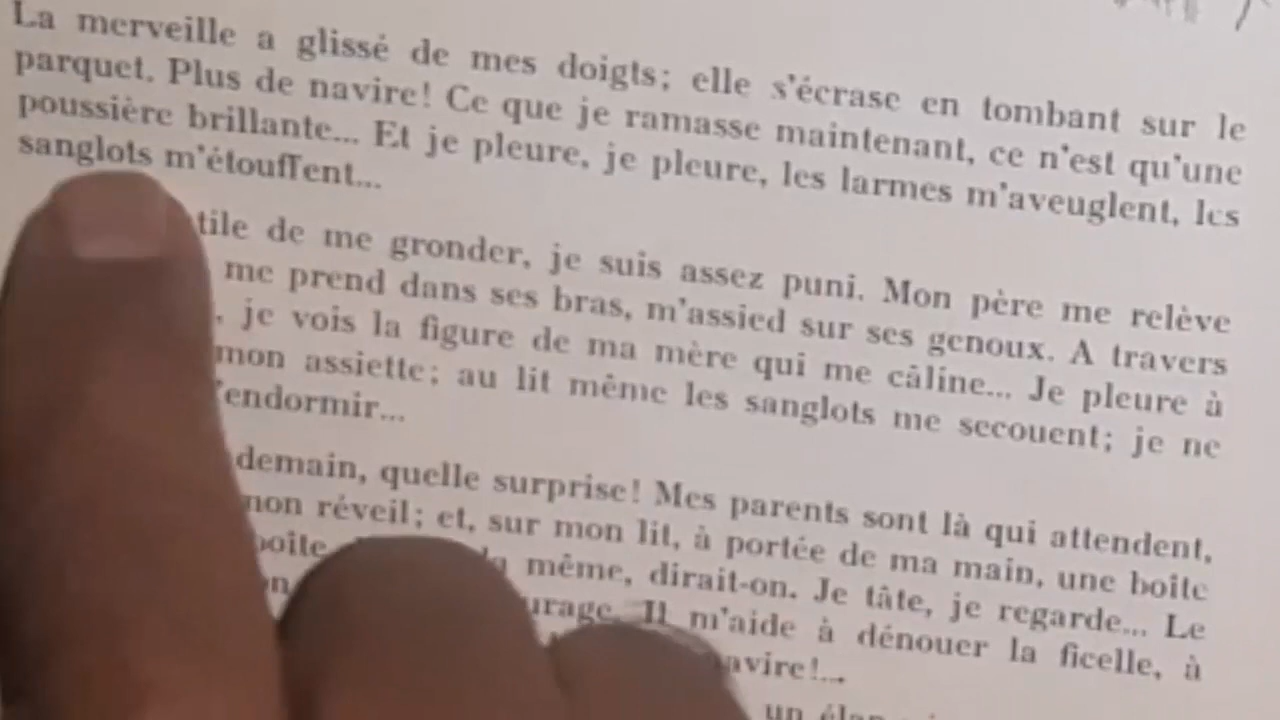 La merveille a glissé de mes doigts; elle s'écrase en tombant sur le
parquet. Plus de navire! Ce que je ramasse maintenant, ce n'est qu'une
poussière brillante... Et je pleure, je pleure, les larmes m'aveuglent, les
sanglots m'étouffent...
de me gronder, je suis assez puni. Mon père me relève
me prend dans ses bras, m'assied sur ses genoux. A travers
je vois la figure de ma mère qui me câline... Je pleure à
mon assiette; au lit même les sanglots me secouent; je ne
endormir...
demain, quelle surprise! Mes parents sont là qui attendent,
mon réveil; et, sur mon lit, à portée de ma main, une boîte
même, dirait-on. Je tâte, je regarde... Le
Il m'aide à dénouer la ficelle, à
un